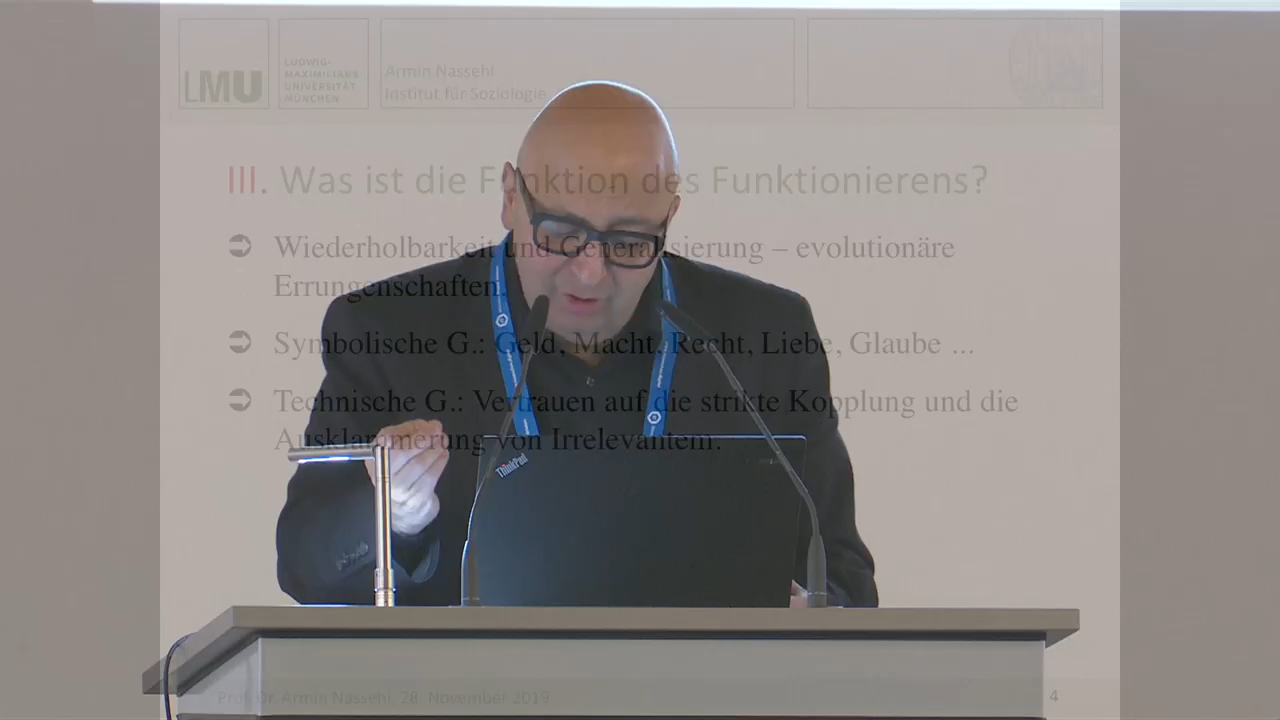 LMU
LUDWIG-
MAXIMILIANS
UNIVERSITÄT
MÜNCHEN
Armin Nassehi
Institut für Soziologie
III. Was ist die Funktion des Funktionierens?
Wiederholbarkeit und Generalisierung – evolutionäre
Errungenschaften.
Symbolische G.: Geld, Macht, Recht, Liebe, Glaube ...
Technische G.: Vertrauen auf die strikte Kopplung und die
Ausklammerung von Irrelevantem.
ThinkPad
Prof. Dr. Armin Nassehi, 28. November 2019
4